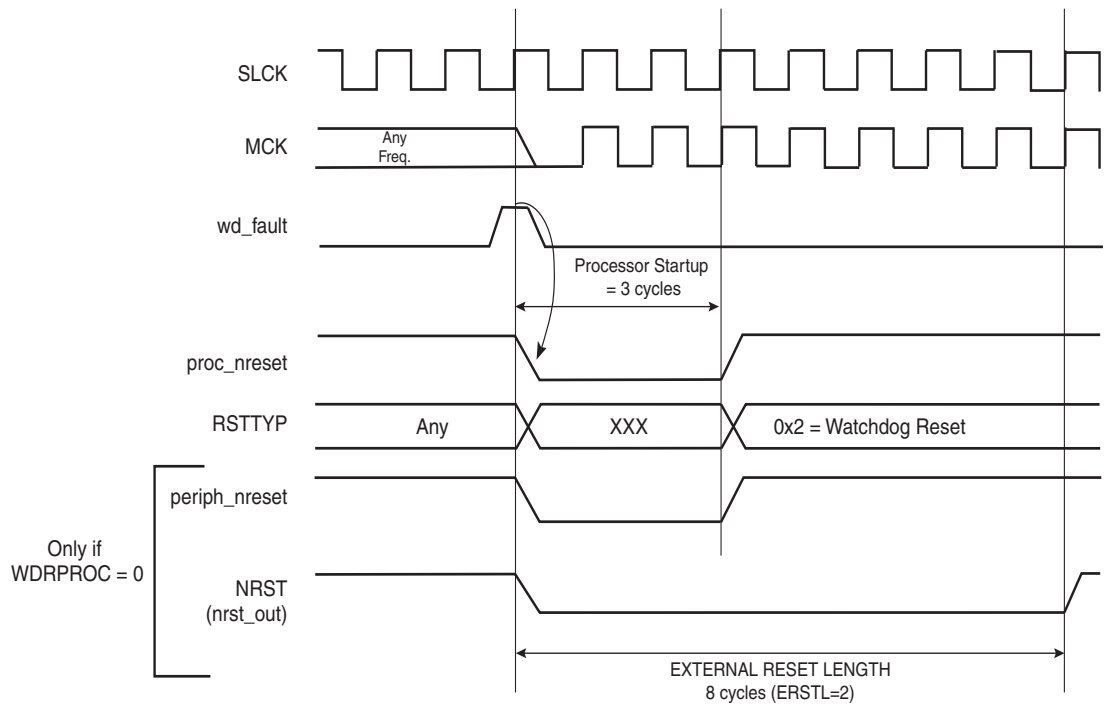 SLCK
MCK
Any
Freq.
wd_fault
Processor Startup
= 3 cycles
proc_nreset
RSTTYP
Any
XXX
0x2 = Watchdog Reset
periph_nreset
Only if
WDRPROC = 0
NRST
(nrst_out)
EXTERNAL RESET LENGTH
8 cycles (ERSTL=2)